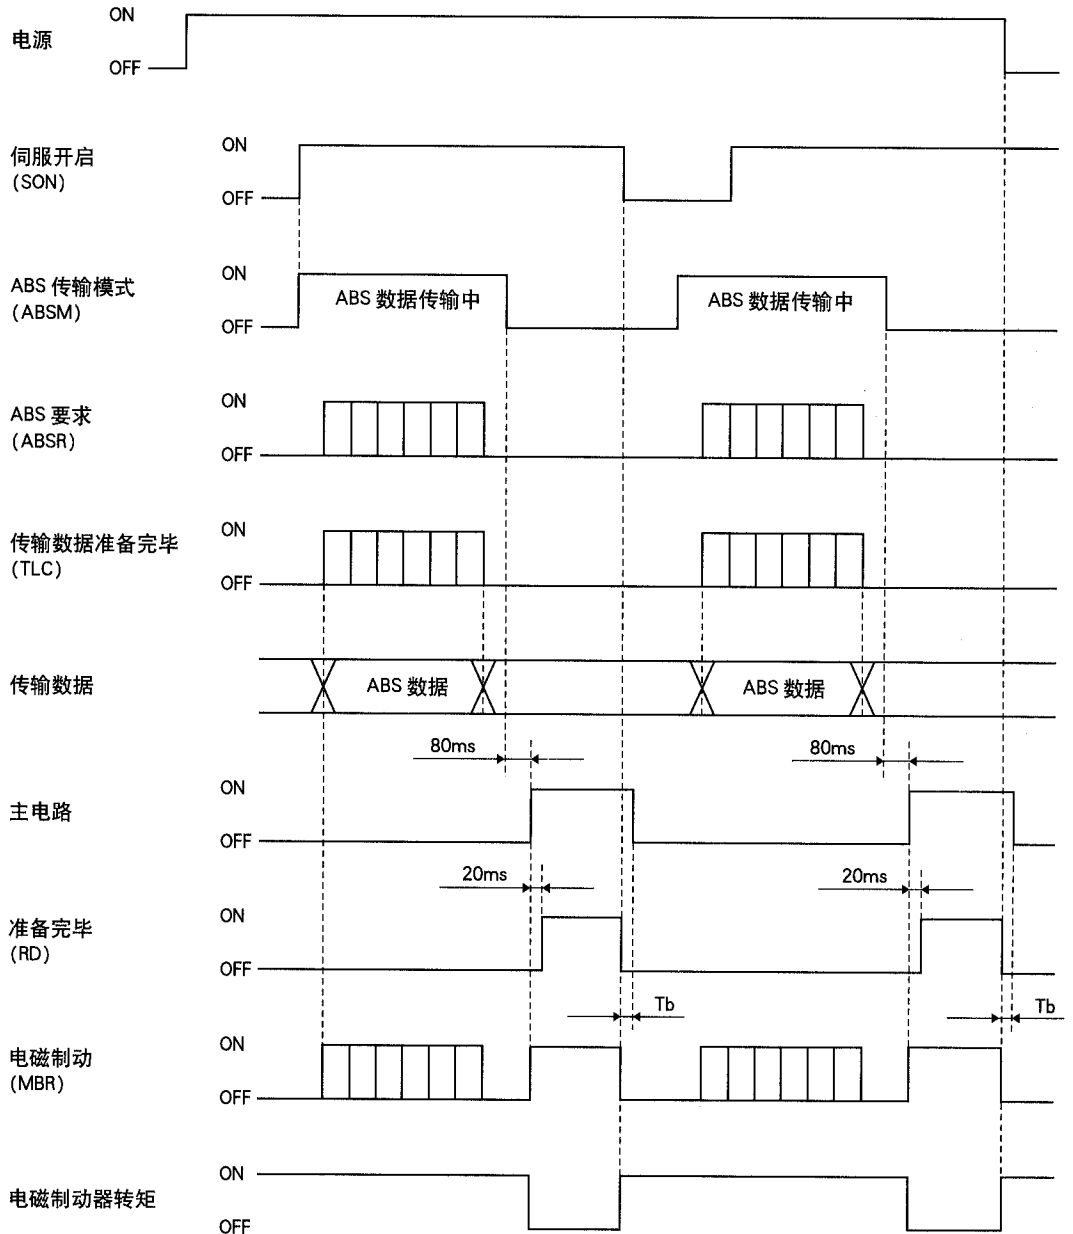 ON
电源
OFF
ON
伺服开启
(SON)
OFF
ON
ABS 传输模式
(ABSM)
ABS 数据传输中
ABS 数据传输中
OFF
ON
ABS 要求
(ABSR)
OFF
ON
传输数据准备完毕
(TLC)
OFF
传输数据
ABS 数据
ABS 数据
80ms
80ms
ON
主电路
OFF
20ms
20ms
ON
准备完毕
(RD)
OFF
Tb
Tb
ON
电磁制动
(MBR)
OFF
ON
电磁制动器转矩
OFF